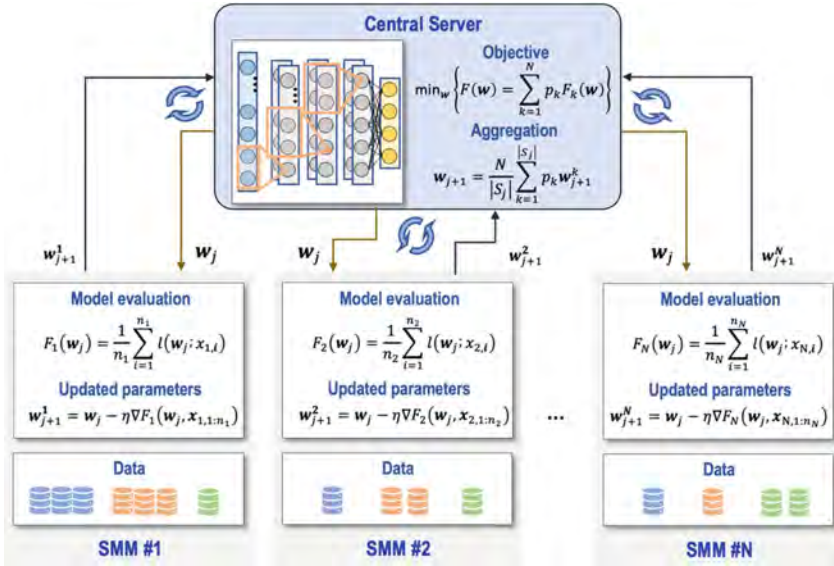 Central Server
...
...
Objective
min_w { F(w) = ∑_{k=1}^{N} p_k F_k(w) }
Aggregation
w_{j+1} = N/|S_j| ∑_{k=1}^{|S_j|} p_k w_{j+1}^k
w_{j+1}^1
w_j
w_j
w_{j+1}^2
w_j
w_{j+1}^N
Model evaluation
F_1(w_j) = 1/n_1 ∑_{i=1}^{n_1} l(w_j; x_{1,i})
Updated parameters
w_{j+1}^1 = w_j − η∇F_1(w_j, x_{1,1:n_1})
Data
SMM #1
Model evaluation
F_2(w_j) = 1/n_2 ∑_{i=1}^{n_2} l(w_j; x_{2,i})
Updated parameters
w_{j+1}^2 = w_j − η∇F_2(w_j, x_{2,1:n_2})
Data
SMM #2
...
Model evaluation
F_N(w_j) = 1/n_N ∑_{i=1}^{n_N} l(w_j; x_{N,i})
Updated parameters
w_{j+1}^N = w_j − η∇F_N(w_j, x_{N,1:n_N})
Data
SMM #N